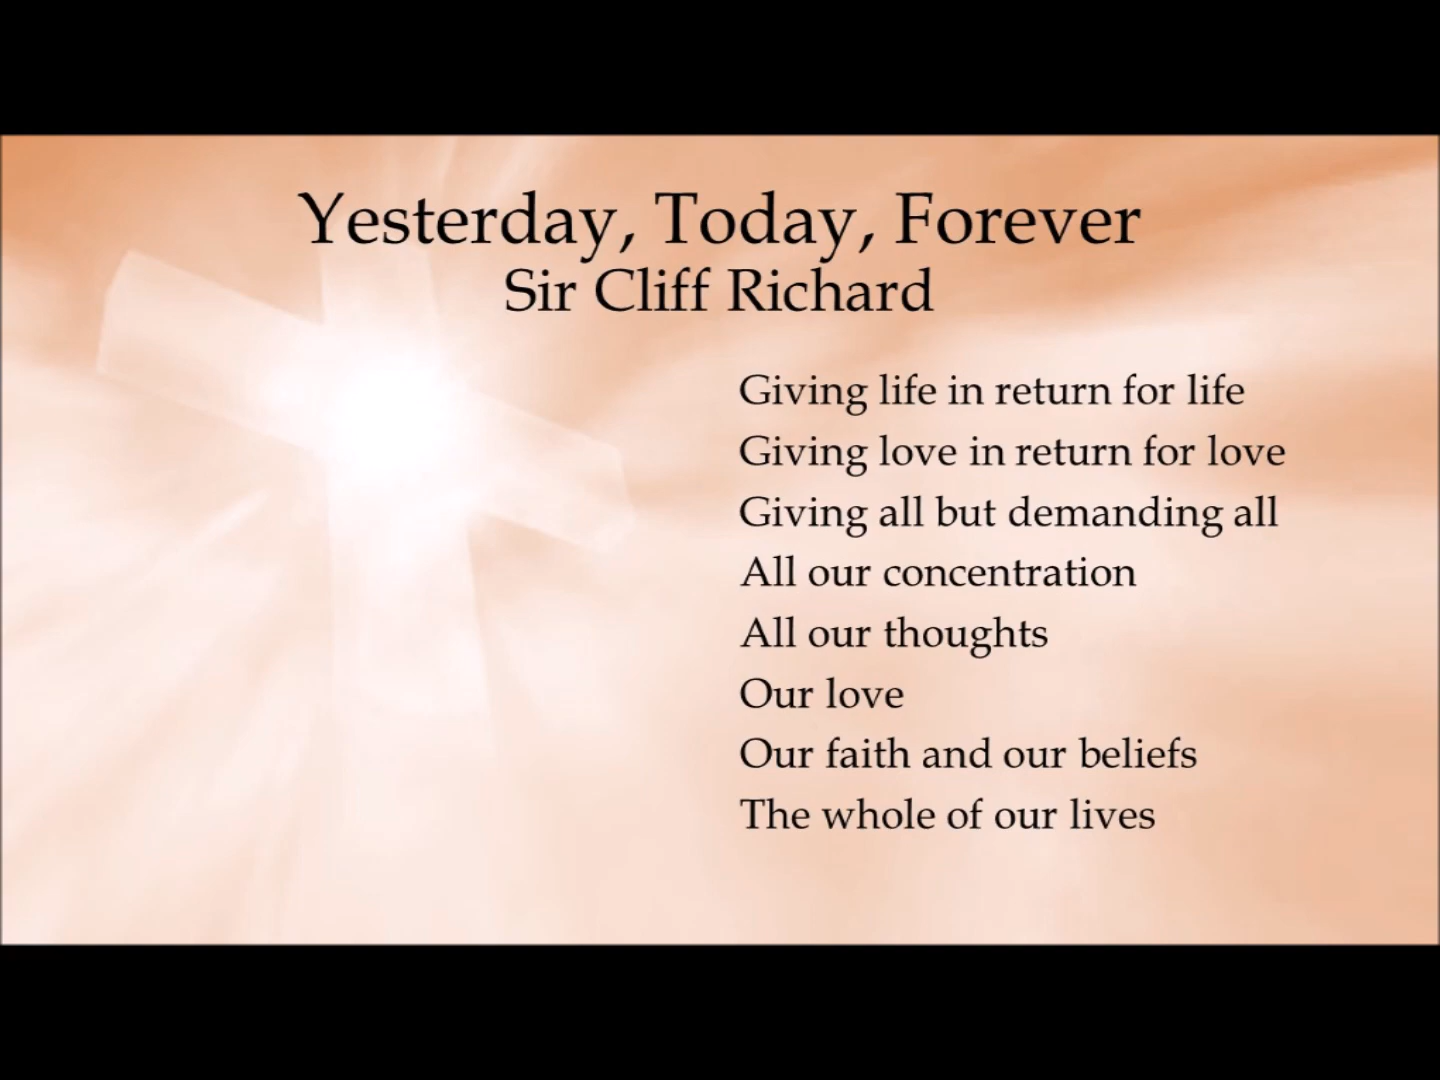 Yesterday, Today, Forever
Sir Cliff Richard
Giving life in return for life
Giving love in return for love
Giving all but demanding all
All our concentration
All our thoughts
Our love
Our faith and our beliefs
The whole of our lives